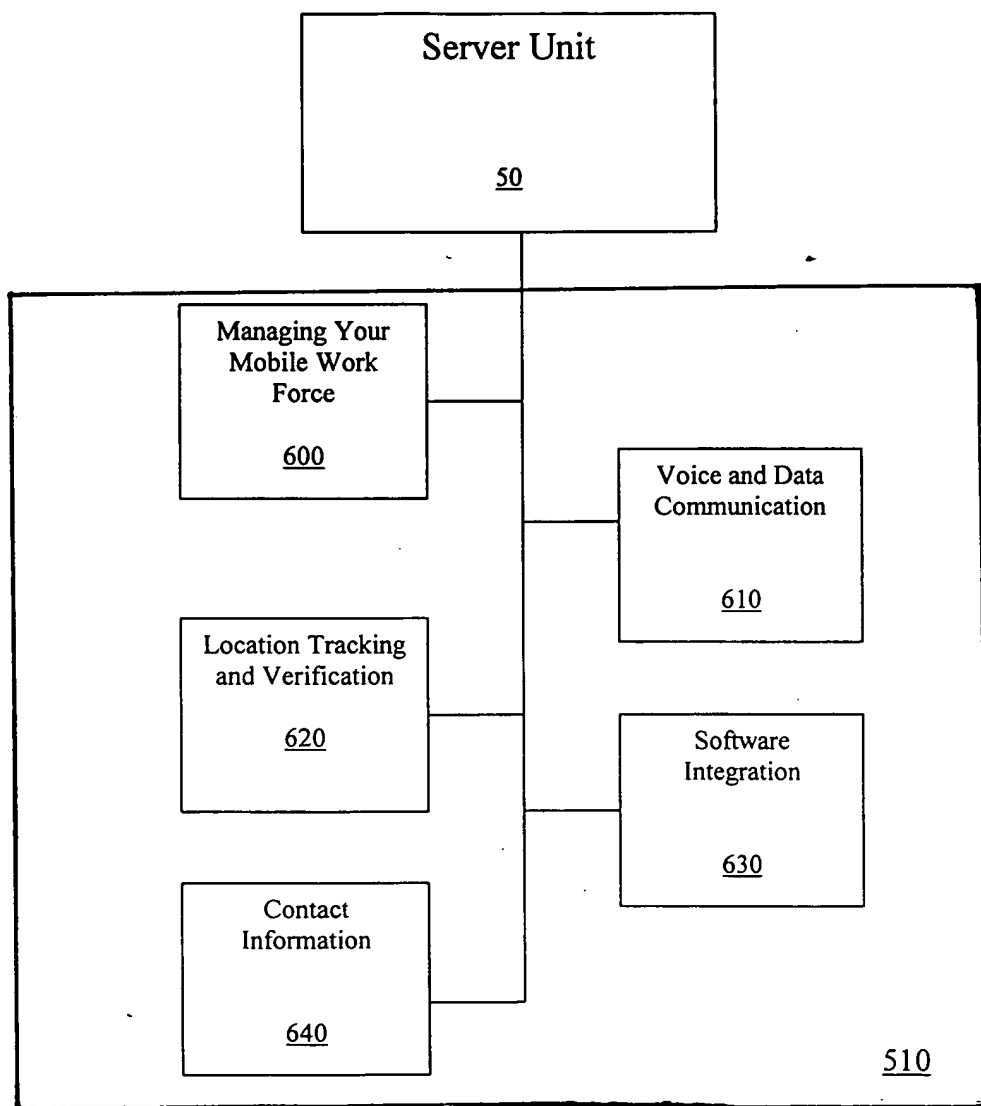 Server Unit
50
Managing Your
Mobile Work
Force
600
Voice and Data
Communication
610
Location Tracking
and Verification
620
Software
Integration
630
Contact
Information
640
510